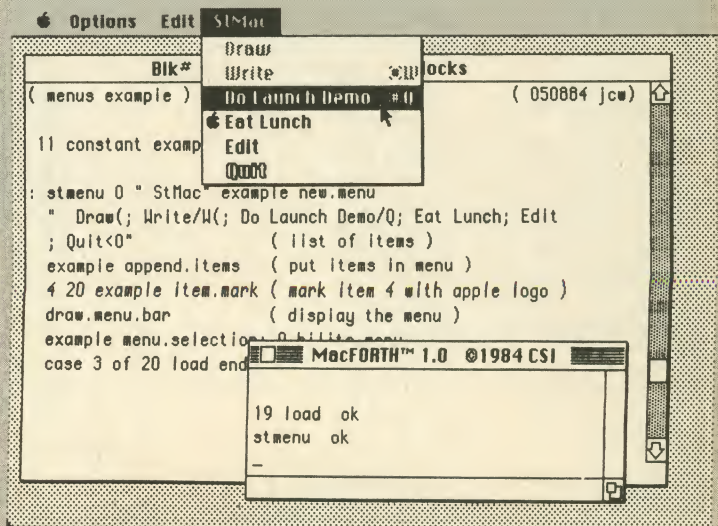 Options Edit StMac
Draw
Write ⌘W
Do Launch Demo ⌘Q
Eat Lunch
Edit
Quit
Blk# locks
( menus example ) ( 050884 jcw)
11 constant examp
: stmenu 0 " StMac" example new.menu
" Draw(; Write/W(; Do Launch Demo/Q; Eat Lunch; Edit
; Quit<O" ( list of items )
example append.items ( put items in menu )
4 20 example item.mark ( mark item 4 with apple logo )
draw.menu.bar ( display the menu )
example menu.selection: 0 hilite.menu
case 3 of 20 load end
MacFORTH™ 1.0 ©1984 CSI
19 load ok
stmenu ok
_